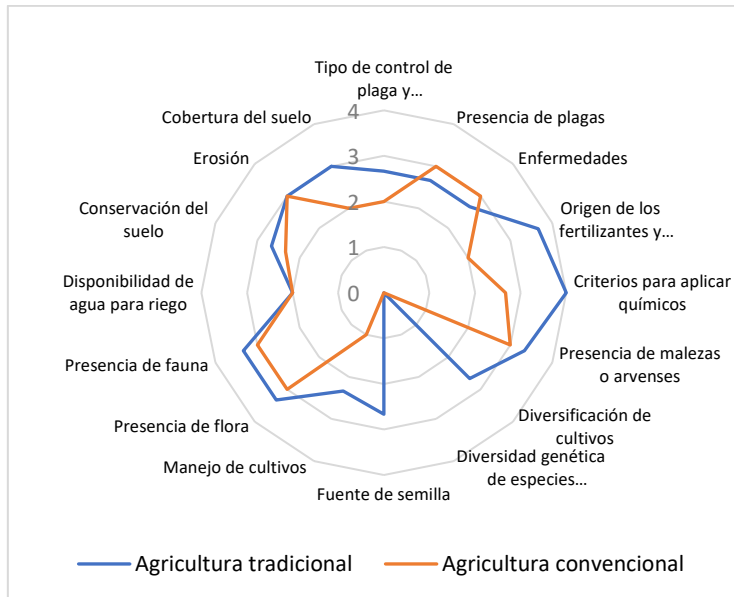 Tipo de control de
plaga y...
Presencia de plagas
Enfermedades
Origen de los
fertilizantes y...
Criterios para aplicar
químicos
Presencia de malezas
o arvenses
Diversificación de
cultivos
Diversidad genética
de especies...
Fuente de semilla
Manejo de cultivos
Presencia de flora
Presencia de fauna
Disponibilidad de
agua para riego
Conservación del
suelo
Erosión
Cobertura del suelo
4
3
2
1
0
Agricultura tradicional
Agricultura convencional